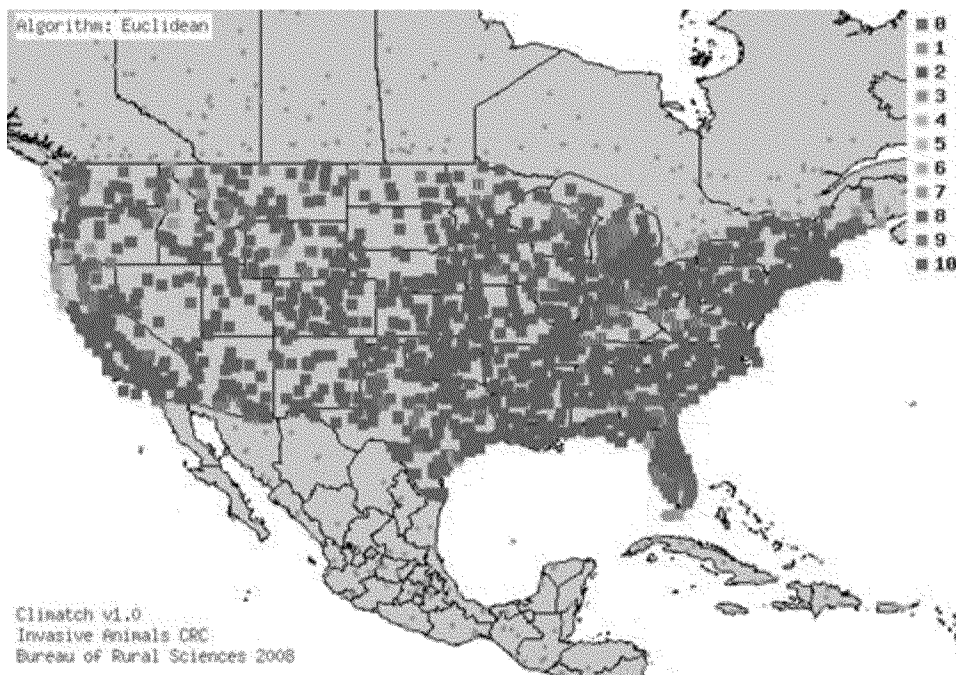 Algorithm: Euclidean
0
1
2
3
4
5
6
7
8
9
10
Climatch v1.0
Invasive Animals CRC
Bureau of Rural Sciences 2008